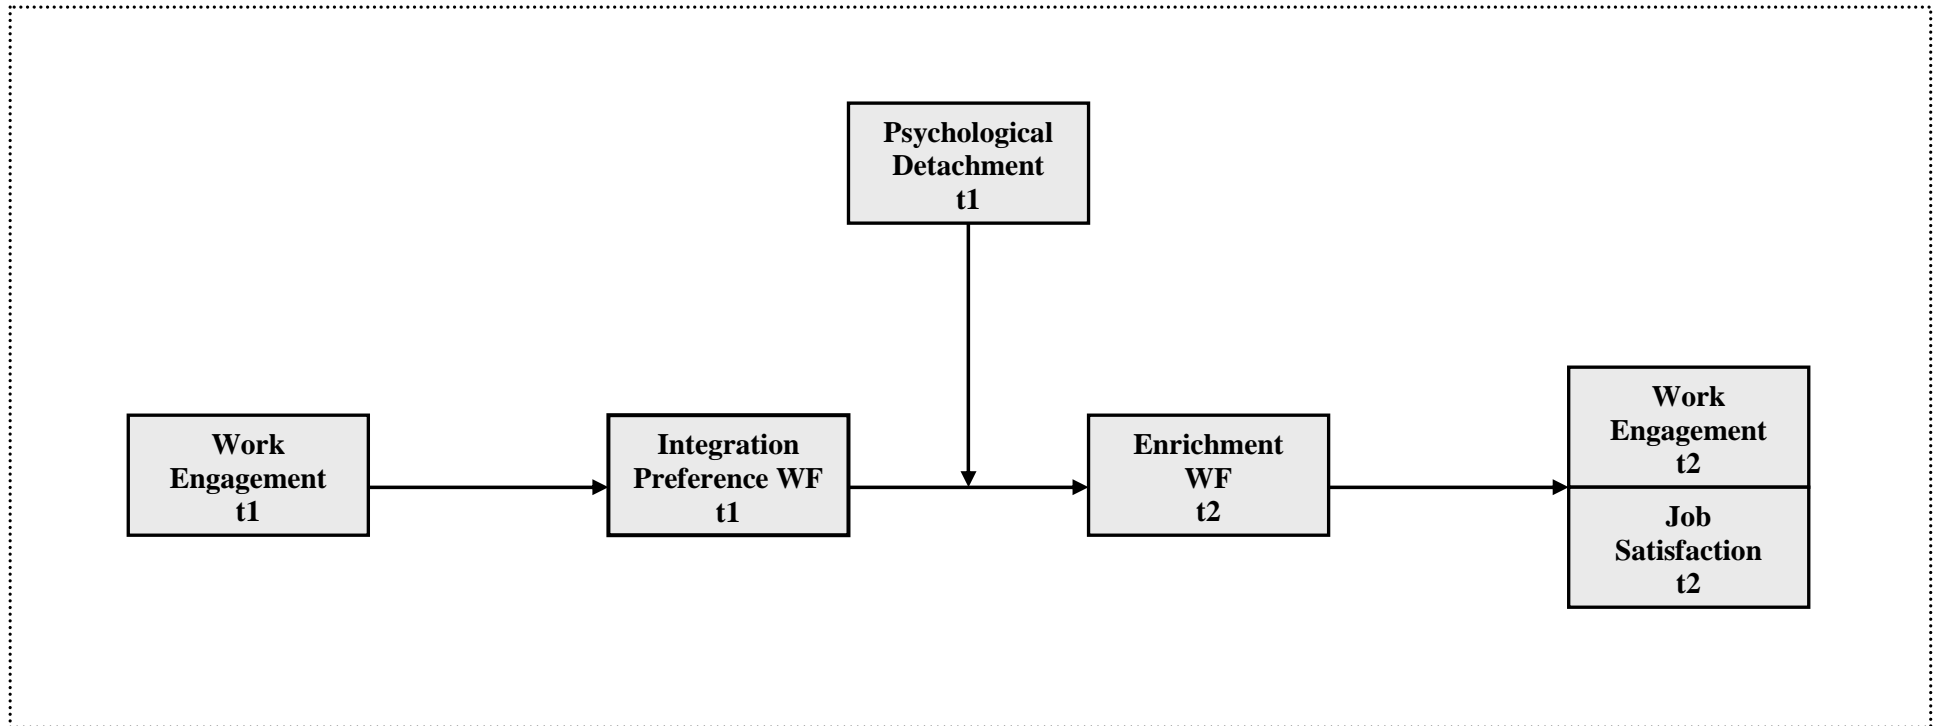 Psychological
Detachment
t1
Work
Engagement
t1
Integration
Preference WF
t1
Enrichment
WF
t2
Work
Engagement
t2
Job
Satisfaction
t2